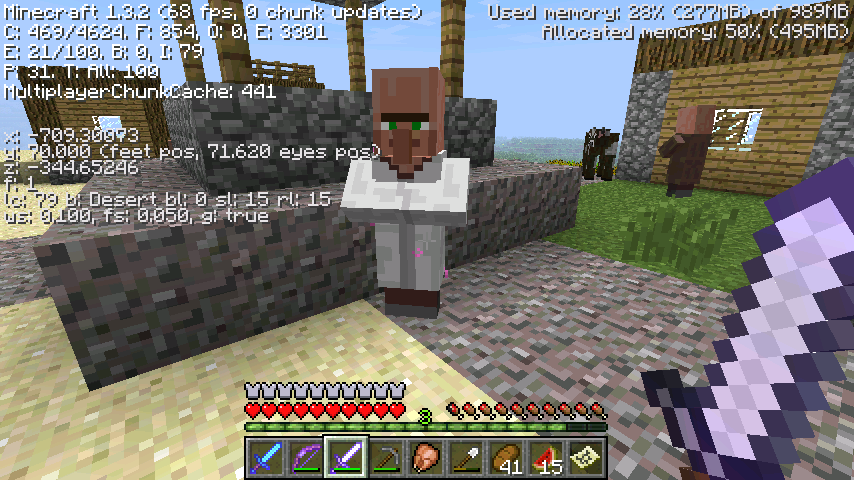 Minecraft 1.3.2 (68 fps, 0 chunk updates)
Used memory: 28% (277MB) of 989MB
C: 469/4624, F: 854, O: 0, E: 3301
Allocated memory: 50% (495MB)
E: 21/100, B: 0, I: 79
P: 31, T: All: 100
MultiplayerChunkCache: 441
x: -709.30073
y: 70.000 (feet pos, 71.620 eyes pos)
z: -344.65246
f: 1
lc: 79 b: Desert bl: 0 sl: 15 rl: 15
ws: 0.100, fs: 0.050, g: true
8
41
15